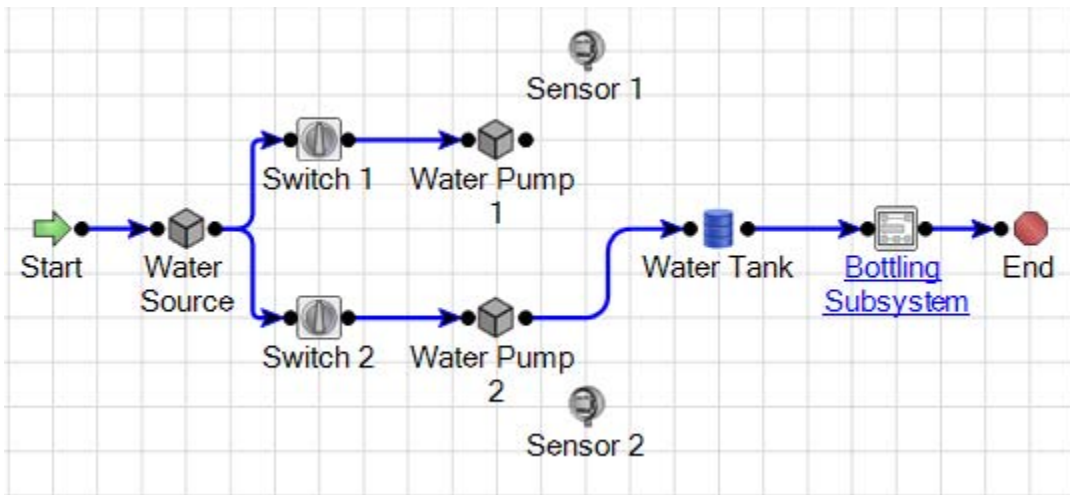 Sensor 1
Switch 1
Water Pump
1
Start
Water
Source
Water Tank
Bottling
Subsystem
End
Switch 2
Water Pump
2
Sensor 2